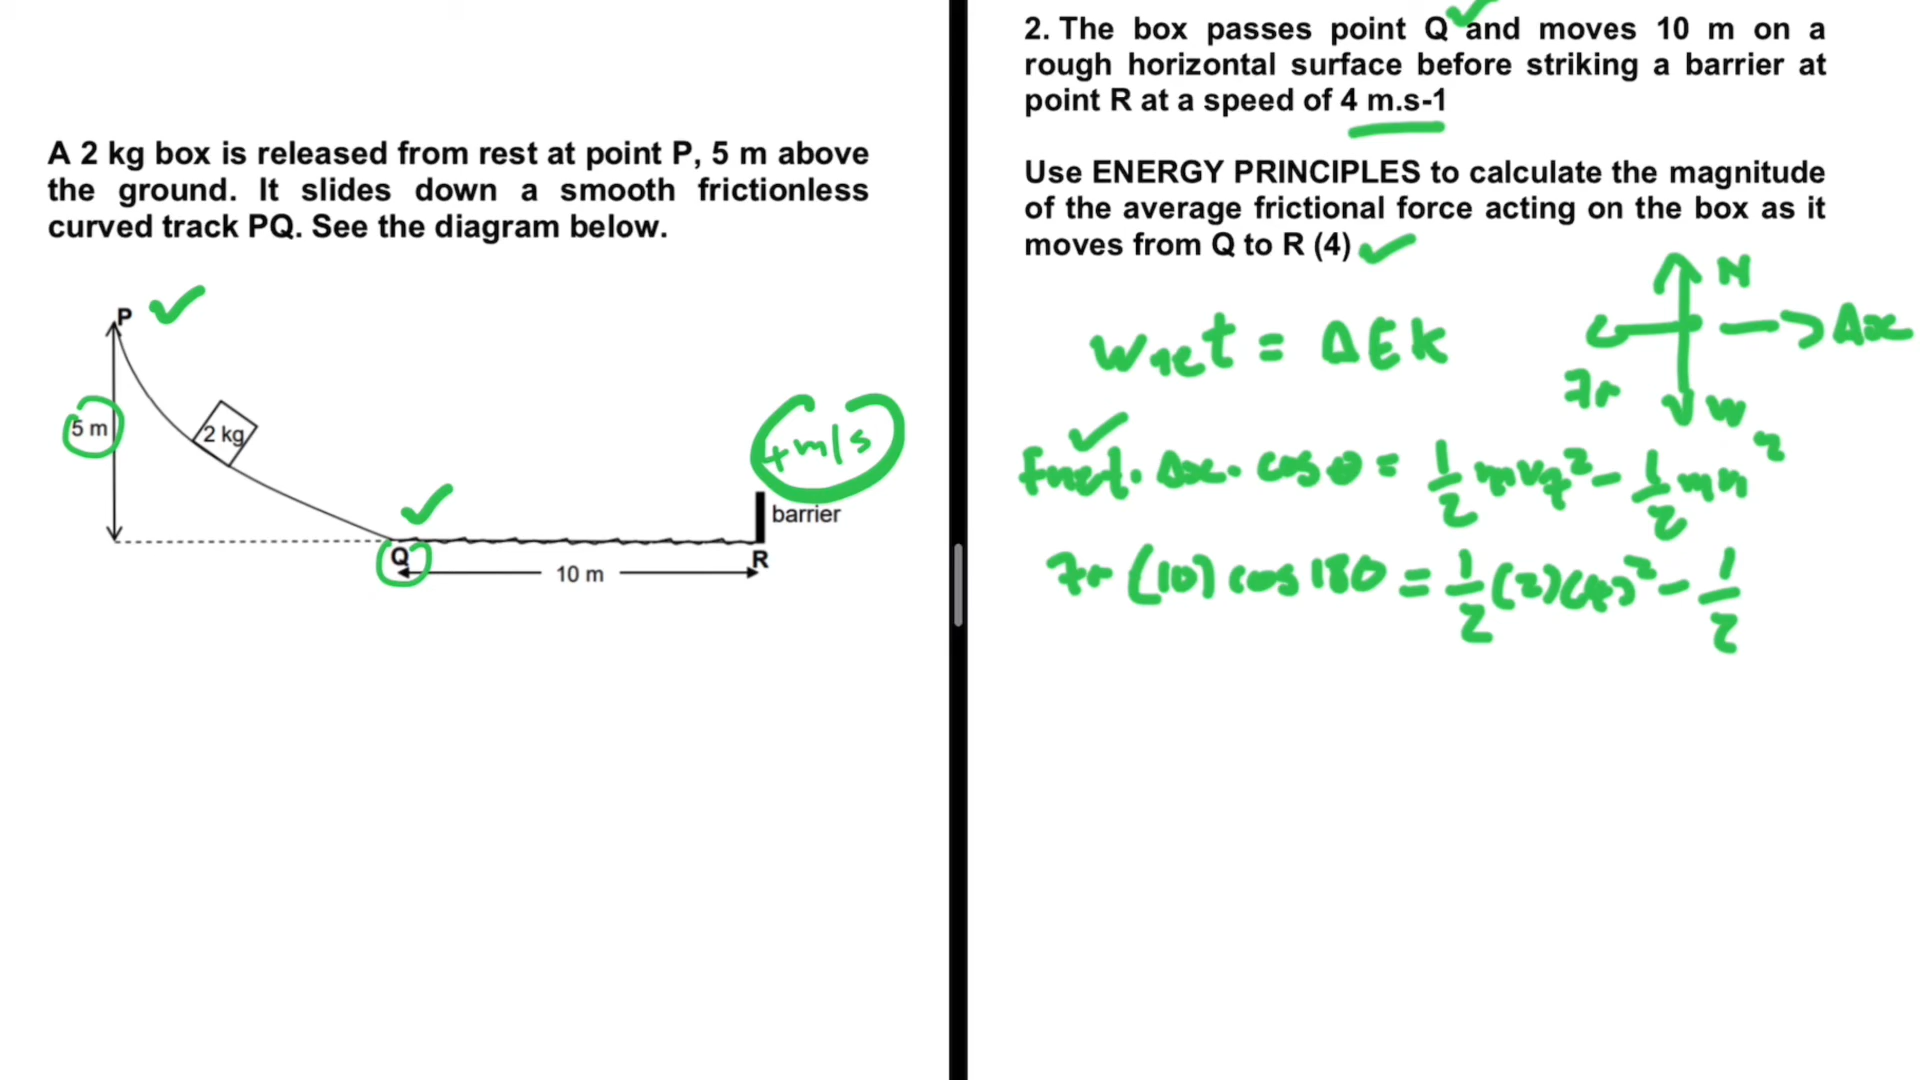 A 2 kg box is released from rest at point P, 5 m above
the ground. It slides down a smooth frictionless
curved track PQ. See the diagram below.
P
5 m
2 kg
4m/s
barrier
Q
R
10 m
2. The box passes point Q and moves 10 m on a
rough horizontal surface before striking a barrier at
point R at a speed of 4 m.s-1
Use ENERGY PRINCIPLES to calculate the magnitude
of the average frictional force acting on the box as it
moves from Q to R (4)
N
Δx
Fr
W
Wnet = ΔEk
Fnet. Δx. cos θ = 1/2 mvf² - 1/2 mvi²
Fr (10) cos 180 = 1/2 (2)(4)² - 1/2